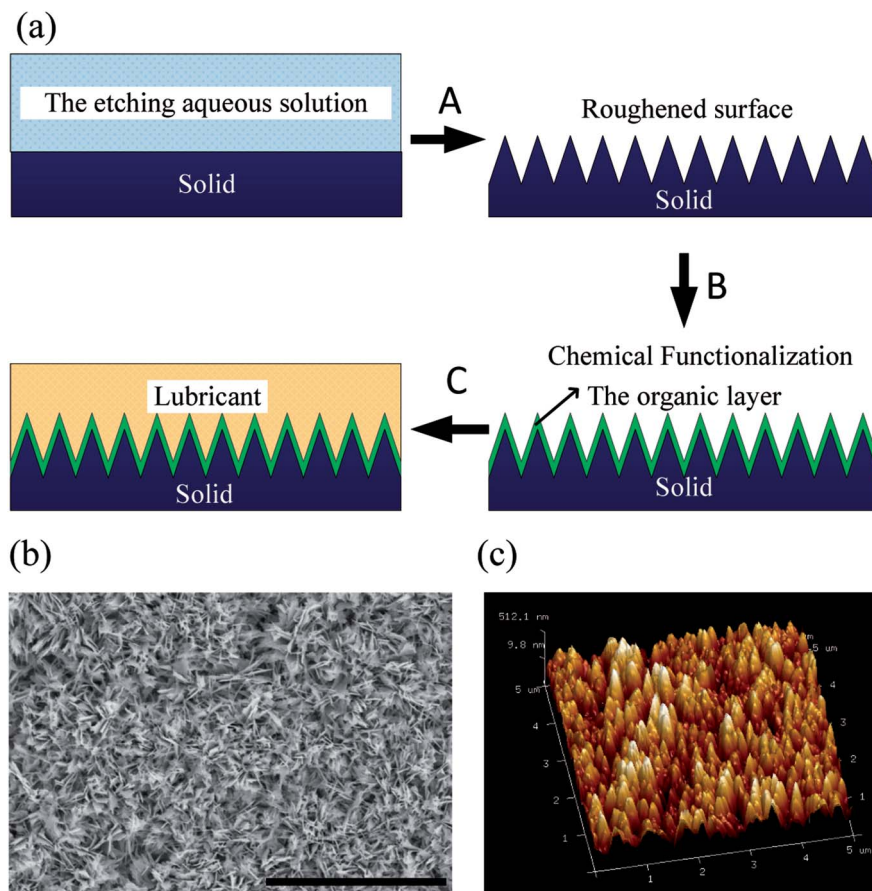 (a)
The etching aqueous solution
Solid
A
Roughened surface
Solid
B
Chemical Functionalization
The organic layer
Solid
C
Lubricant
Solid
(b)
(c)
512.1 nm
9.8 nm
5 um
4
3
2
1
1
2
3
4
5 um
1
2
3
4
5 um